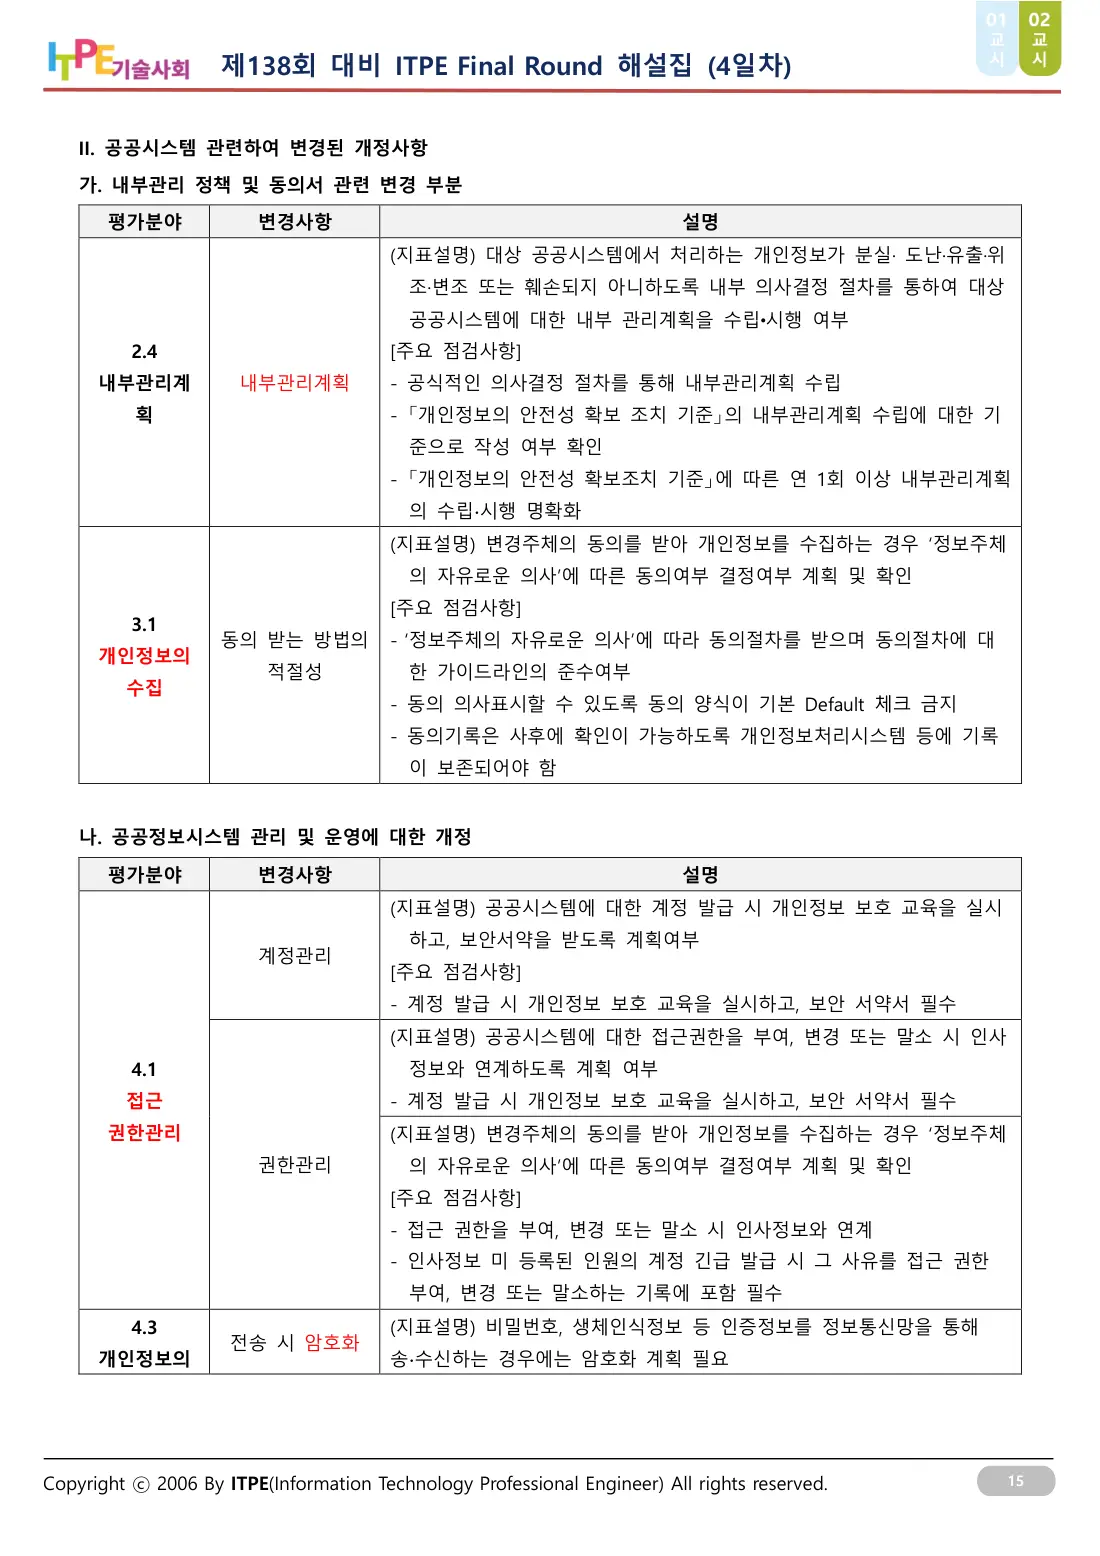 ITPE기술사회 제138회 대비 ITPE Final Round 해설집 (4일차)
01 교 시
02 교 시
II. 공공시스템 관련하여 변경된 개정사항
가. 내부관리 정책 및 동의서 관련 변경 부분
평가분야 변경사항 설명
2.4
내부관리계
획
내부관리계획
(지표설명) 대상 공공시스템에서 처리하는 개인정보가 분실· 도난·유출·위
조·변조 또는 훼손되지 아니하도록 내부 의사결정 절차를 통하여 대상
공공시스템에 대한 내부 관리계획을 수립•시행 여부
[주요 점검사항]
- 공식적인 의사결정 절차를 통해 내부관리계획 수립
- 「개인정보의 안전성 확보 조치 기준」의 내부관리계획 수립에 대한 기
준으로 작성 여부 확인
- 「개인정보의 안전성 확보조치 기준」에 따른 연 1회 이상 내부관리계획
의 수립·시행 명확화
3.1
개인정보의
수집
동의 받는 방법의
적절성
(지표설명) 변경주체의 동의를 받아 개인정보를 수집하는 경우 ‘정보주체
의 자유로운 의사’에 따른 동의여부 결정여부 계획 및 확인
[주요 점검사항]
- ‘정보주체의 자유로운 의사’에 따라 동의절차를 받으며 동의절차에 대
한 가이드라인의 준수여부
- 동의 의사표시할 수 있도록 동의 양식이 기본 Default 체크 금지
- 동의기록은 사후에 확인이 가능하도록 개인정보처리시스템 등에 기록
이 보존되어야 함
나. 공공정보시스템 관리 및 운영에 대한 개정
평가분야 변경사항 설명
4.1
접근
권한관리
계정관리
(지표설명) 공공시스템에 대한 계정 발급 시 개인정보 보호 교육을 실시
하고, 보안서약을 받도록 계획여부
[주요 점검사항]
- 계정 발급 시 개인정보 보호 교육을 실시하고, 보안 서약서 필수
권한관리
(지표설명) 공공시스템에 대한 접근권한을 부여, 변경 또는 말소 시 인사
정보와 연계하도록 계획 여부
- 계정 발급 시 개인정보 보호 교육을 실시하고, 보안 서약서 필수
(지표설명) 변경주체의 동의를 받아 개인정보를 수집하는 경우 ‘정보주체
의 자유로운 의사’에 따른 동의여부 결정여부 계획 및 확인
[주요 점검사항]
- 접근 권한을 부여, 변경 또는 말소 시 인사정보와 연계
- 인사정보 미 등록된 인원의 계정 긴급 발급 시 그 사유를 접근 권한
부여, 변경 또는 말소하는 기록에 포함 필수
4.3
개인정보의
전송 시 암호화
(지표설명) 비밀번호, 생체인식정보 등 인증정보를 정보통신망을 통해
송·수신하는 경우에는 암호화 계획 필요
Copyright ⓒ 2006 By ITPE(Information Technology Professional Engineer) All rights reserved.
15